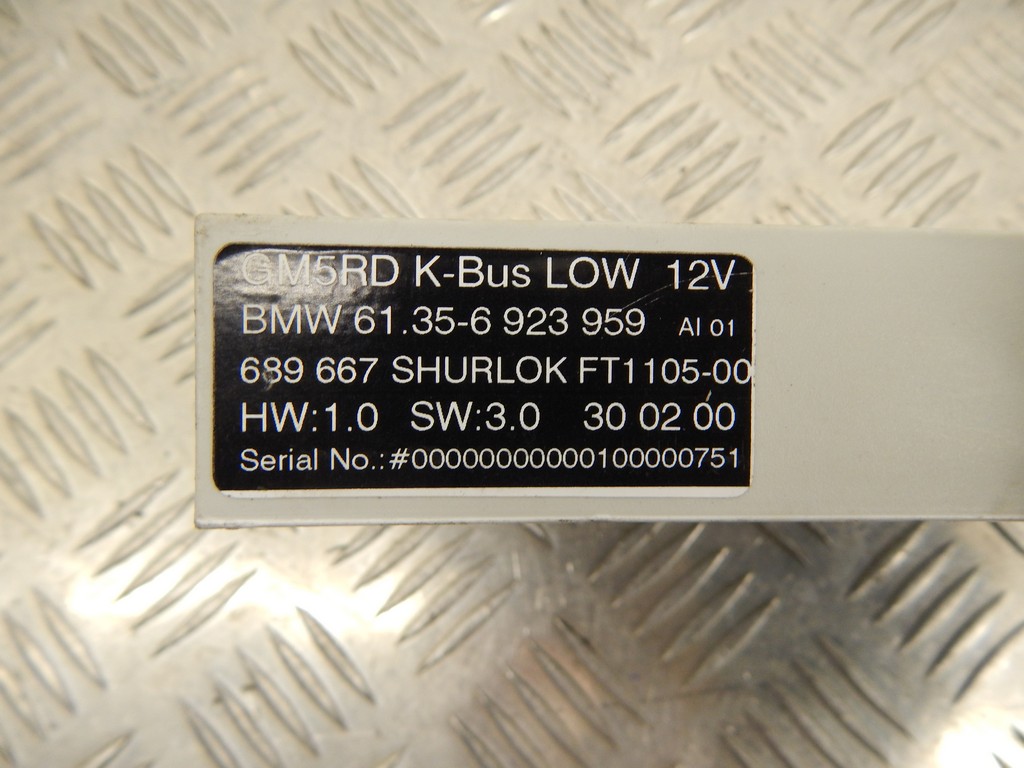 GM5RD K-Bus LOW 12V
BMW 61.35-6 923 959 AI 01
689 667 SHURLOK FT1105-00
HW:1.0 SW:3.0 30 02 00
Serial No.:#00000000000100000751